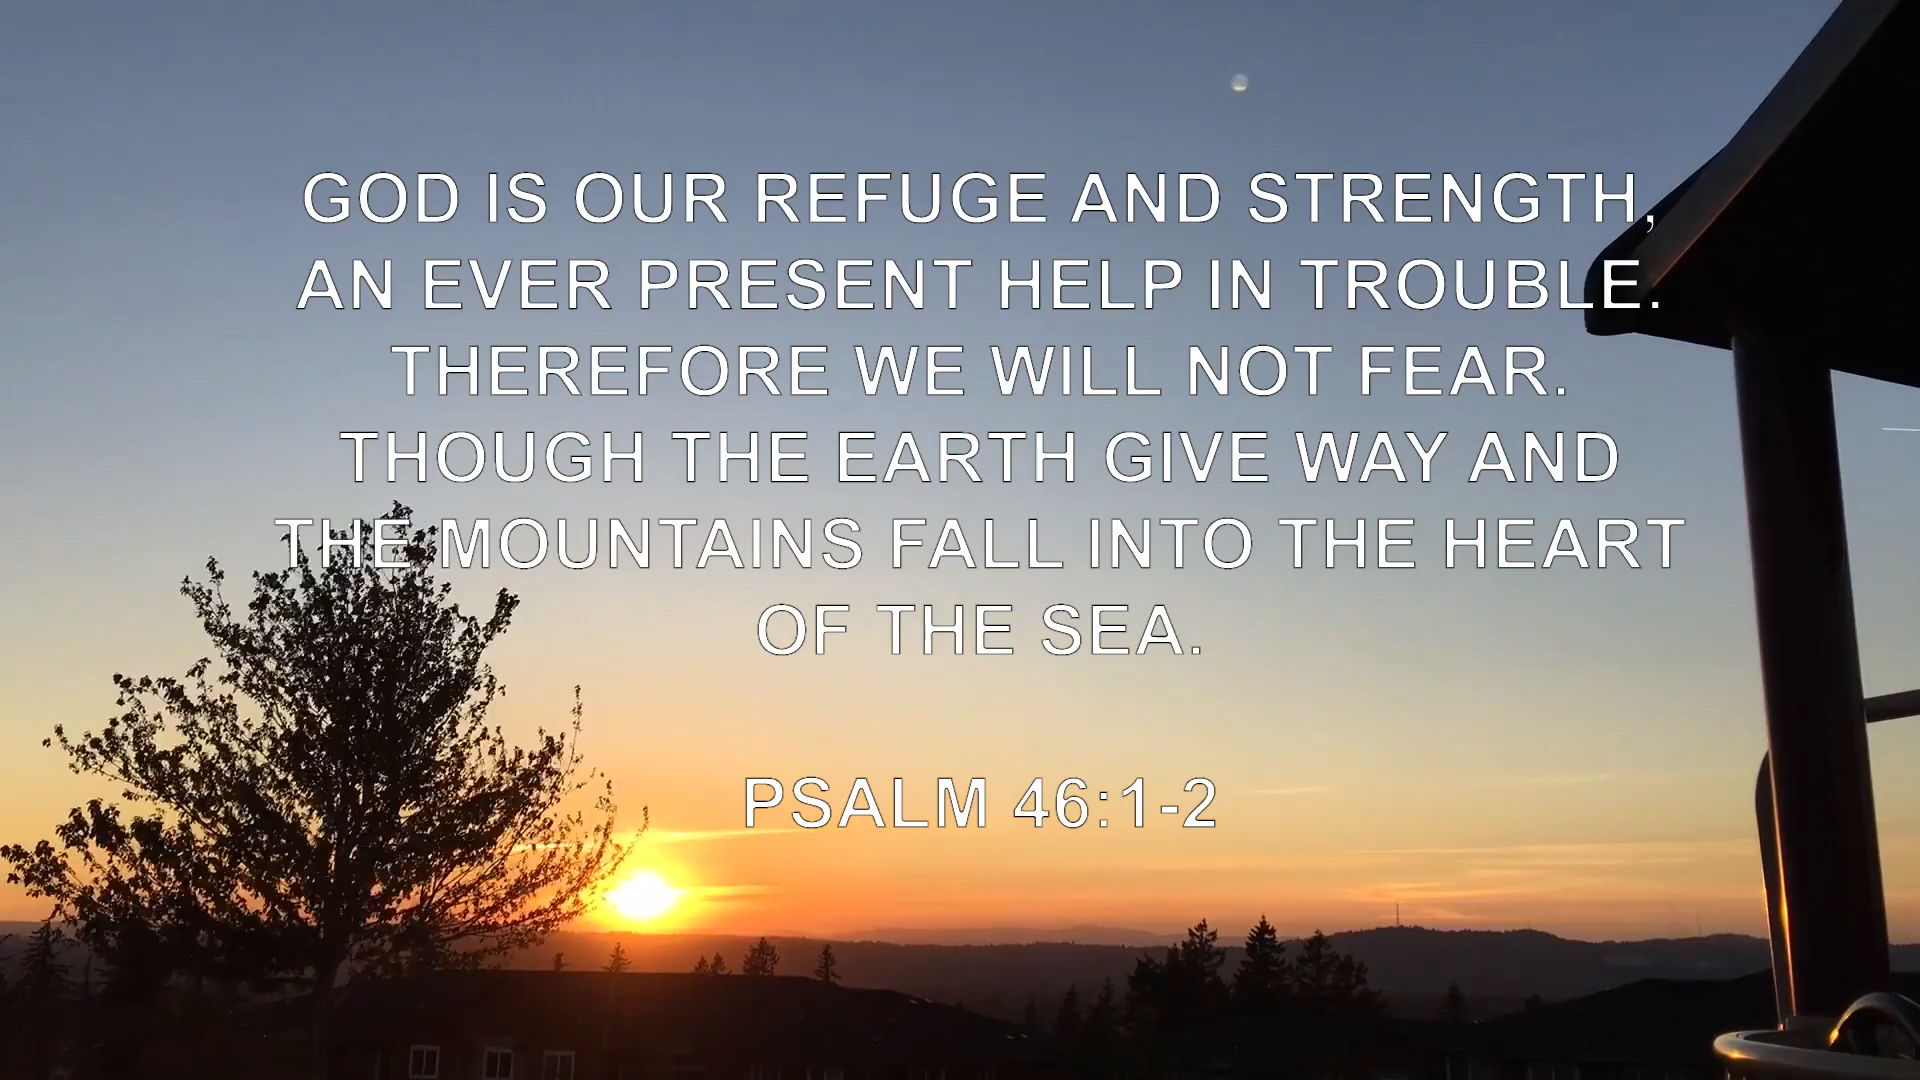 GOD IS OUR REFUGE AND STRENGTH,
AN EVER PRESENT HELP IN TROUBLE.
THEREFORE WE WILL NOT FEAR.
THOUGH THE EARTH GIVE WAY AND
THE MOUNTAINS FALL INTO THE HEART
OF THE SEA.
PSALM 46:1-2